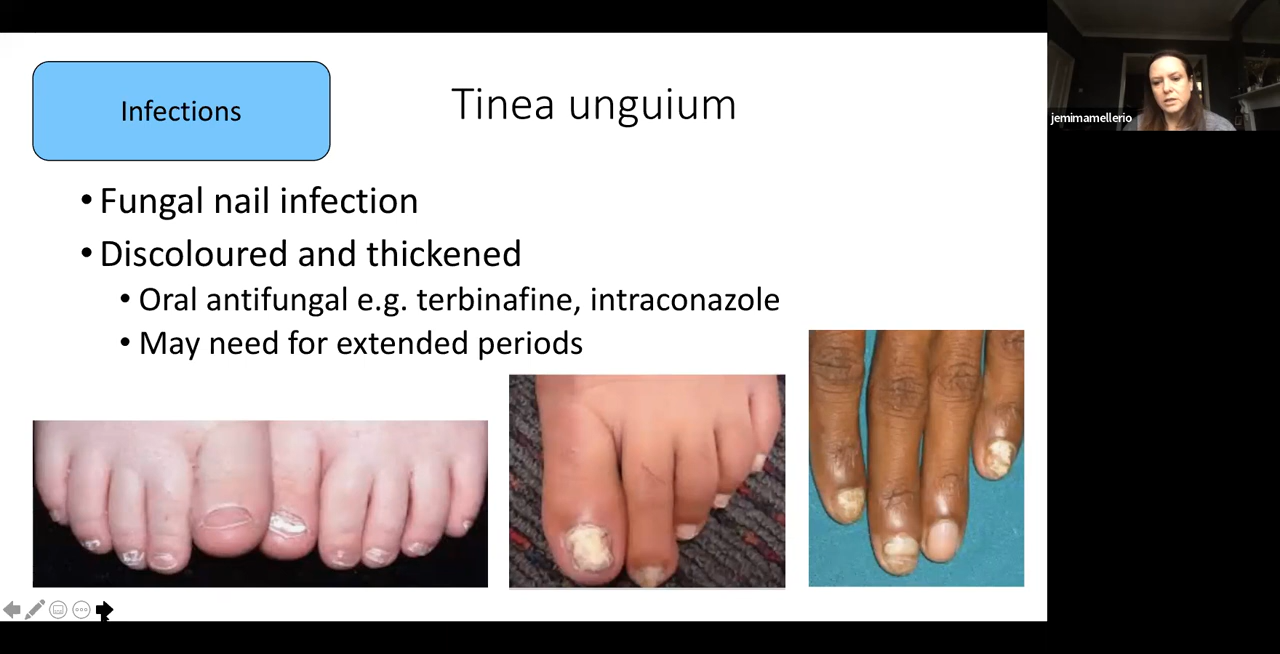 Infections
Tinea unguium
• Fungal nail infection
• Discoloured and thickened
• Oral antifungal e.g. terbinafine, intraconazole
• May need for extended periods
jemimamellerio